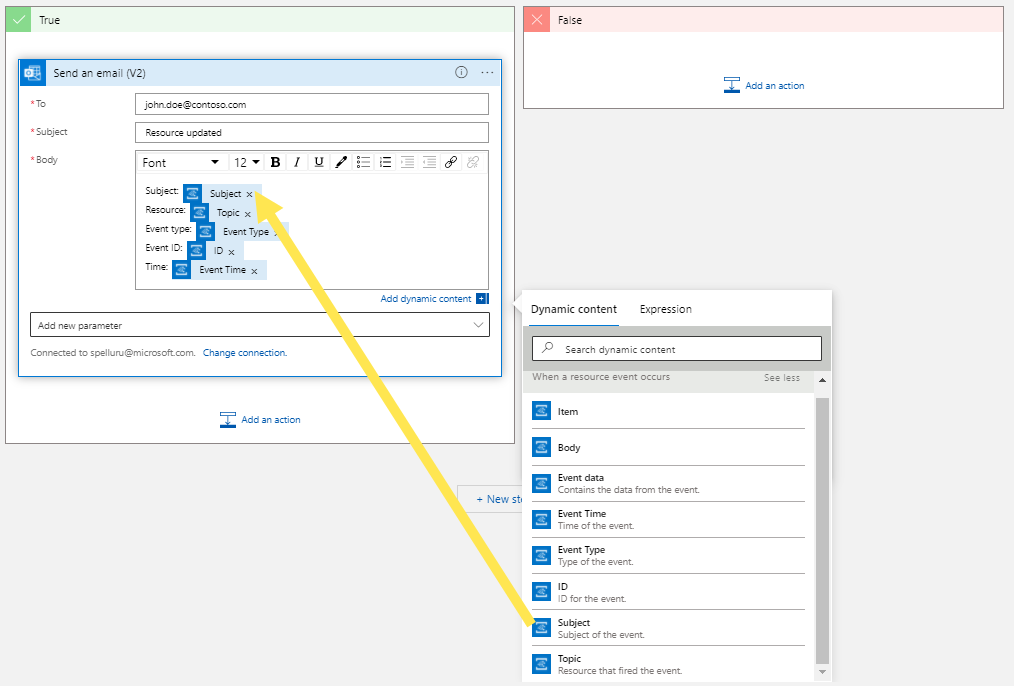 True
Send an email (V2)
*To
john.doe@contoso.com
*Subject
Resource updated
*Body
Font
12
B
I
U
Subject: Subject ×
Resource: Topic ×
Event type: Event Type ×
Event ID: ID ×
Time: Event Time ×
Add dynamic content
Add new parameter
Connected to spelluru@microsoft.com. Change connection.
Add an action
False
Add an action
+ New ste
Dynamic content
Expression
Search dynamic content
When a resource event occurs
See less
Item
Body
Event data
Contains the data from the event.
Event Time
Time of the event.
Event Type
Type of the event.
ID
ID for the event.
Subject
Subject of the event.
Topic
Resource that fired the event.